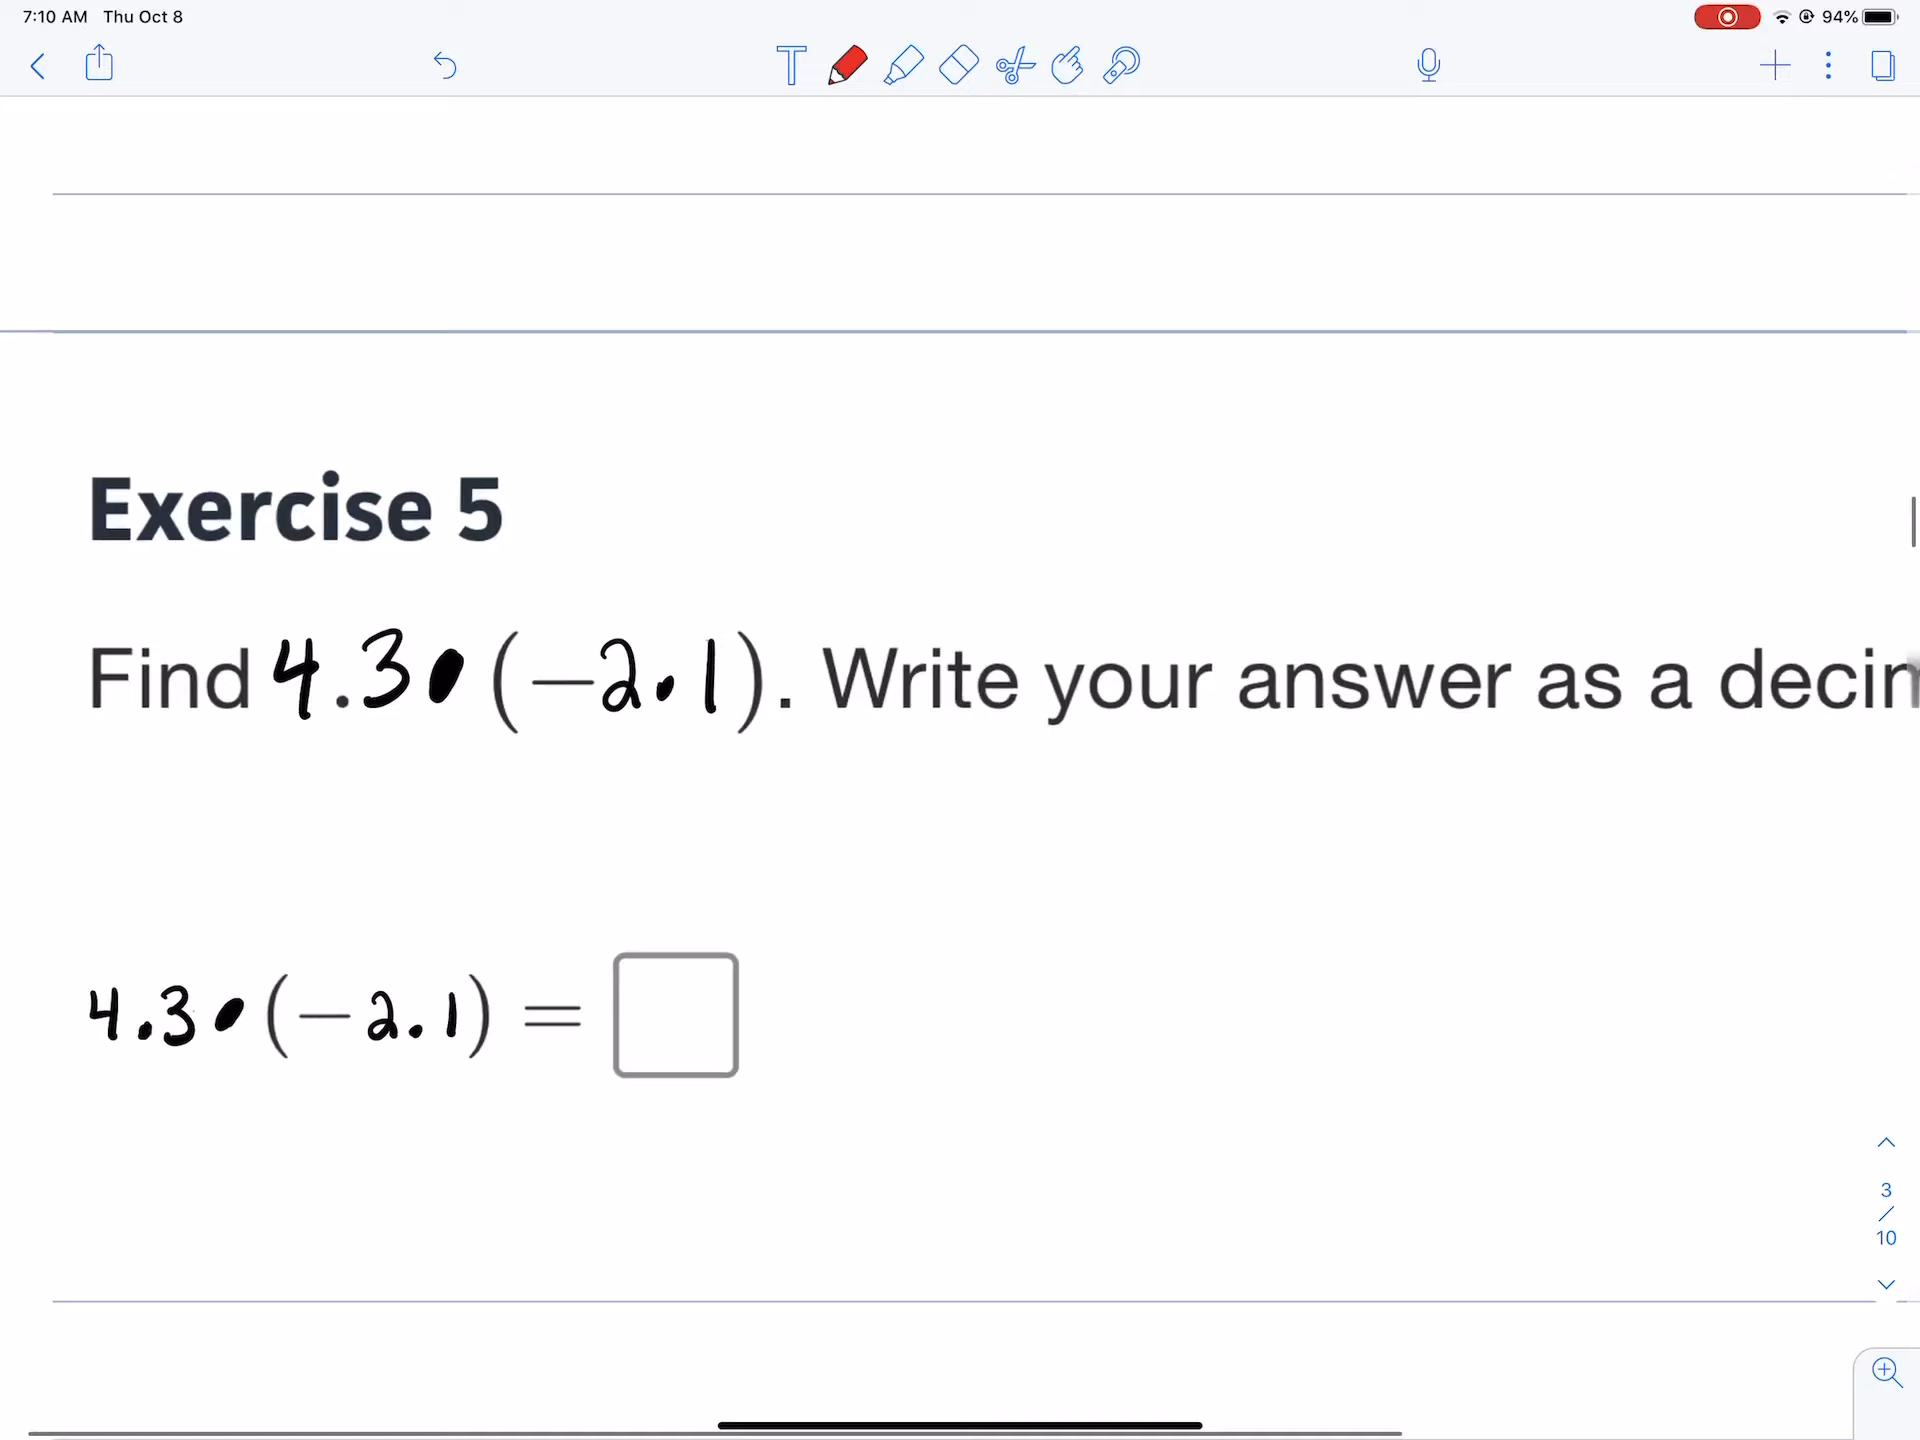 7:10 AM Thu Oct 8
94%
T
Exercise 5
Find 4.3•(−2.1). Write your answer as a decim
4.3•(−2.1) =
3
/
10